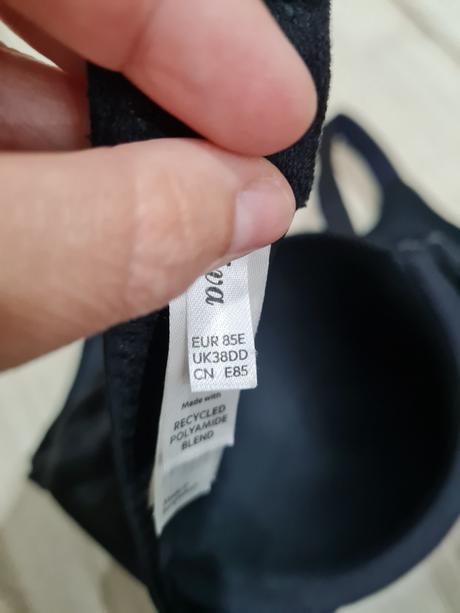 EUR 85E
UK38DD
CN E85
Made with
RECYCLED
POLYAMIDE
BLEND